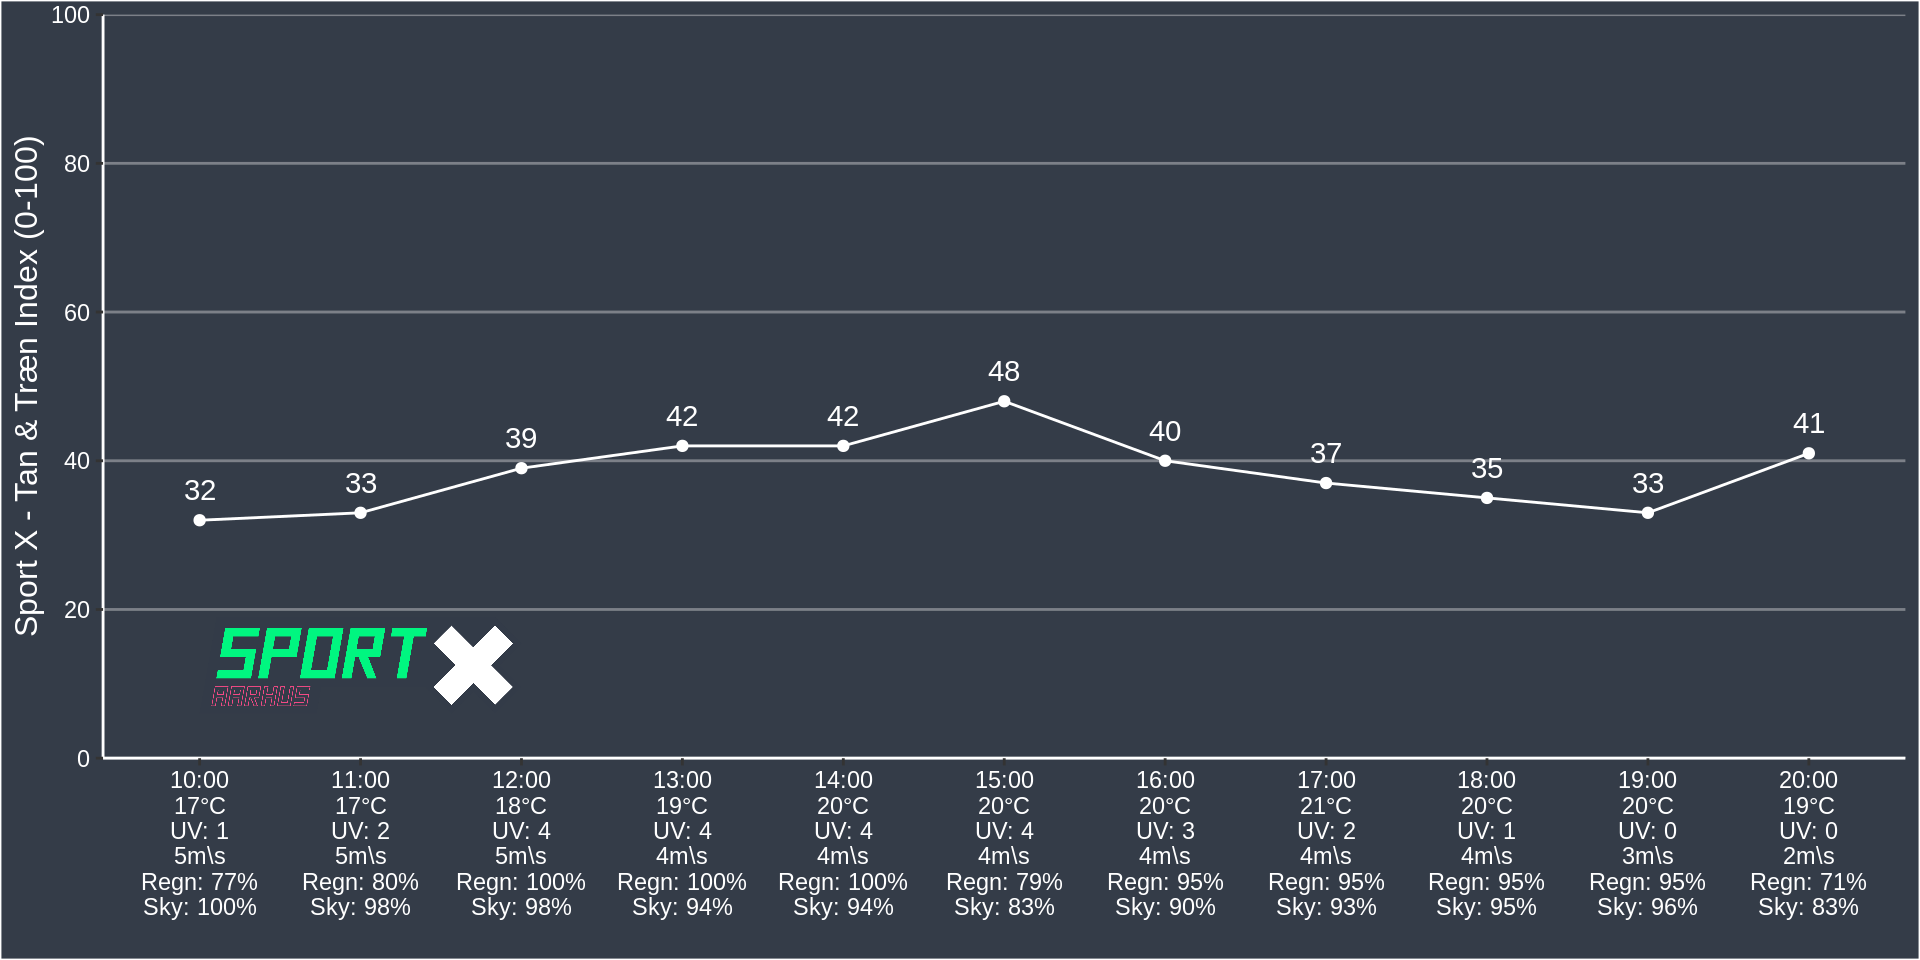 Sport X - Tan & Træn Index (0-100)
100
80
60
40
20
0
32
33
39
42
42
48
40
37
35
33
41
SPORT X
AARHUS
10:00 11:00 12:00 13:00 14:00 15:00 16:00 17:00 18:00 19:00 20:00
17°C 17°C 18°C 19°C 20°C 20°C 20°C 21°C 20°C 20°C 19°C
UV: 1 UV: 2 UV: 4 UV: 4 UV: 4 UV: 4 UV: 3 UV: 2 UV: 1 UV: 0 UV: 0
5m\s 5m\s 5m\s 4m\s 4m\s 4m\s 4m\s 4m\s 4m\s 3m\s 2m\s
Regn: 77% Regn: 80% Regn: 100% Regn: 100% Regn: 100% Regn: 79% Regn: 95% Regn: 95% Regn: 95% Regn: 95% Regn: 71%
Sky: 100% Sky: 98% Sky: 98% Sky: 94% Sky: 94% Sky: 83% Sky: 90% Sky: 93% Sky: 95% Sky: 96% Sky: 83%